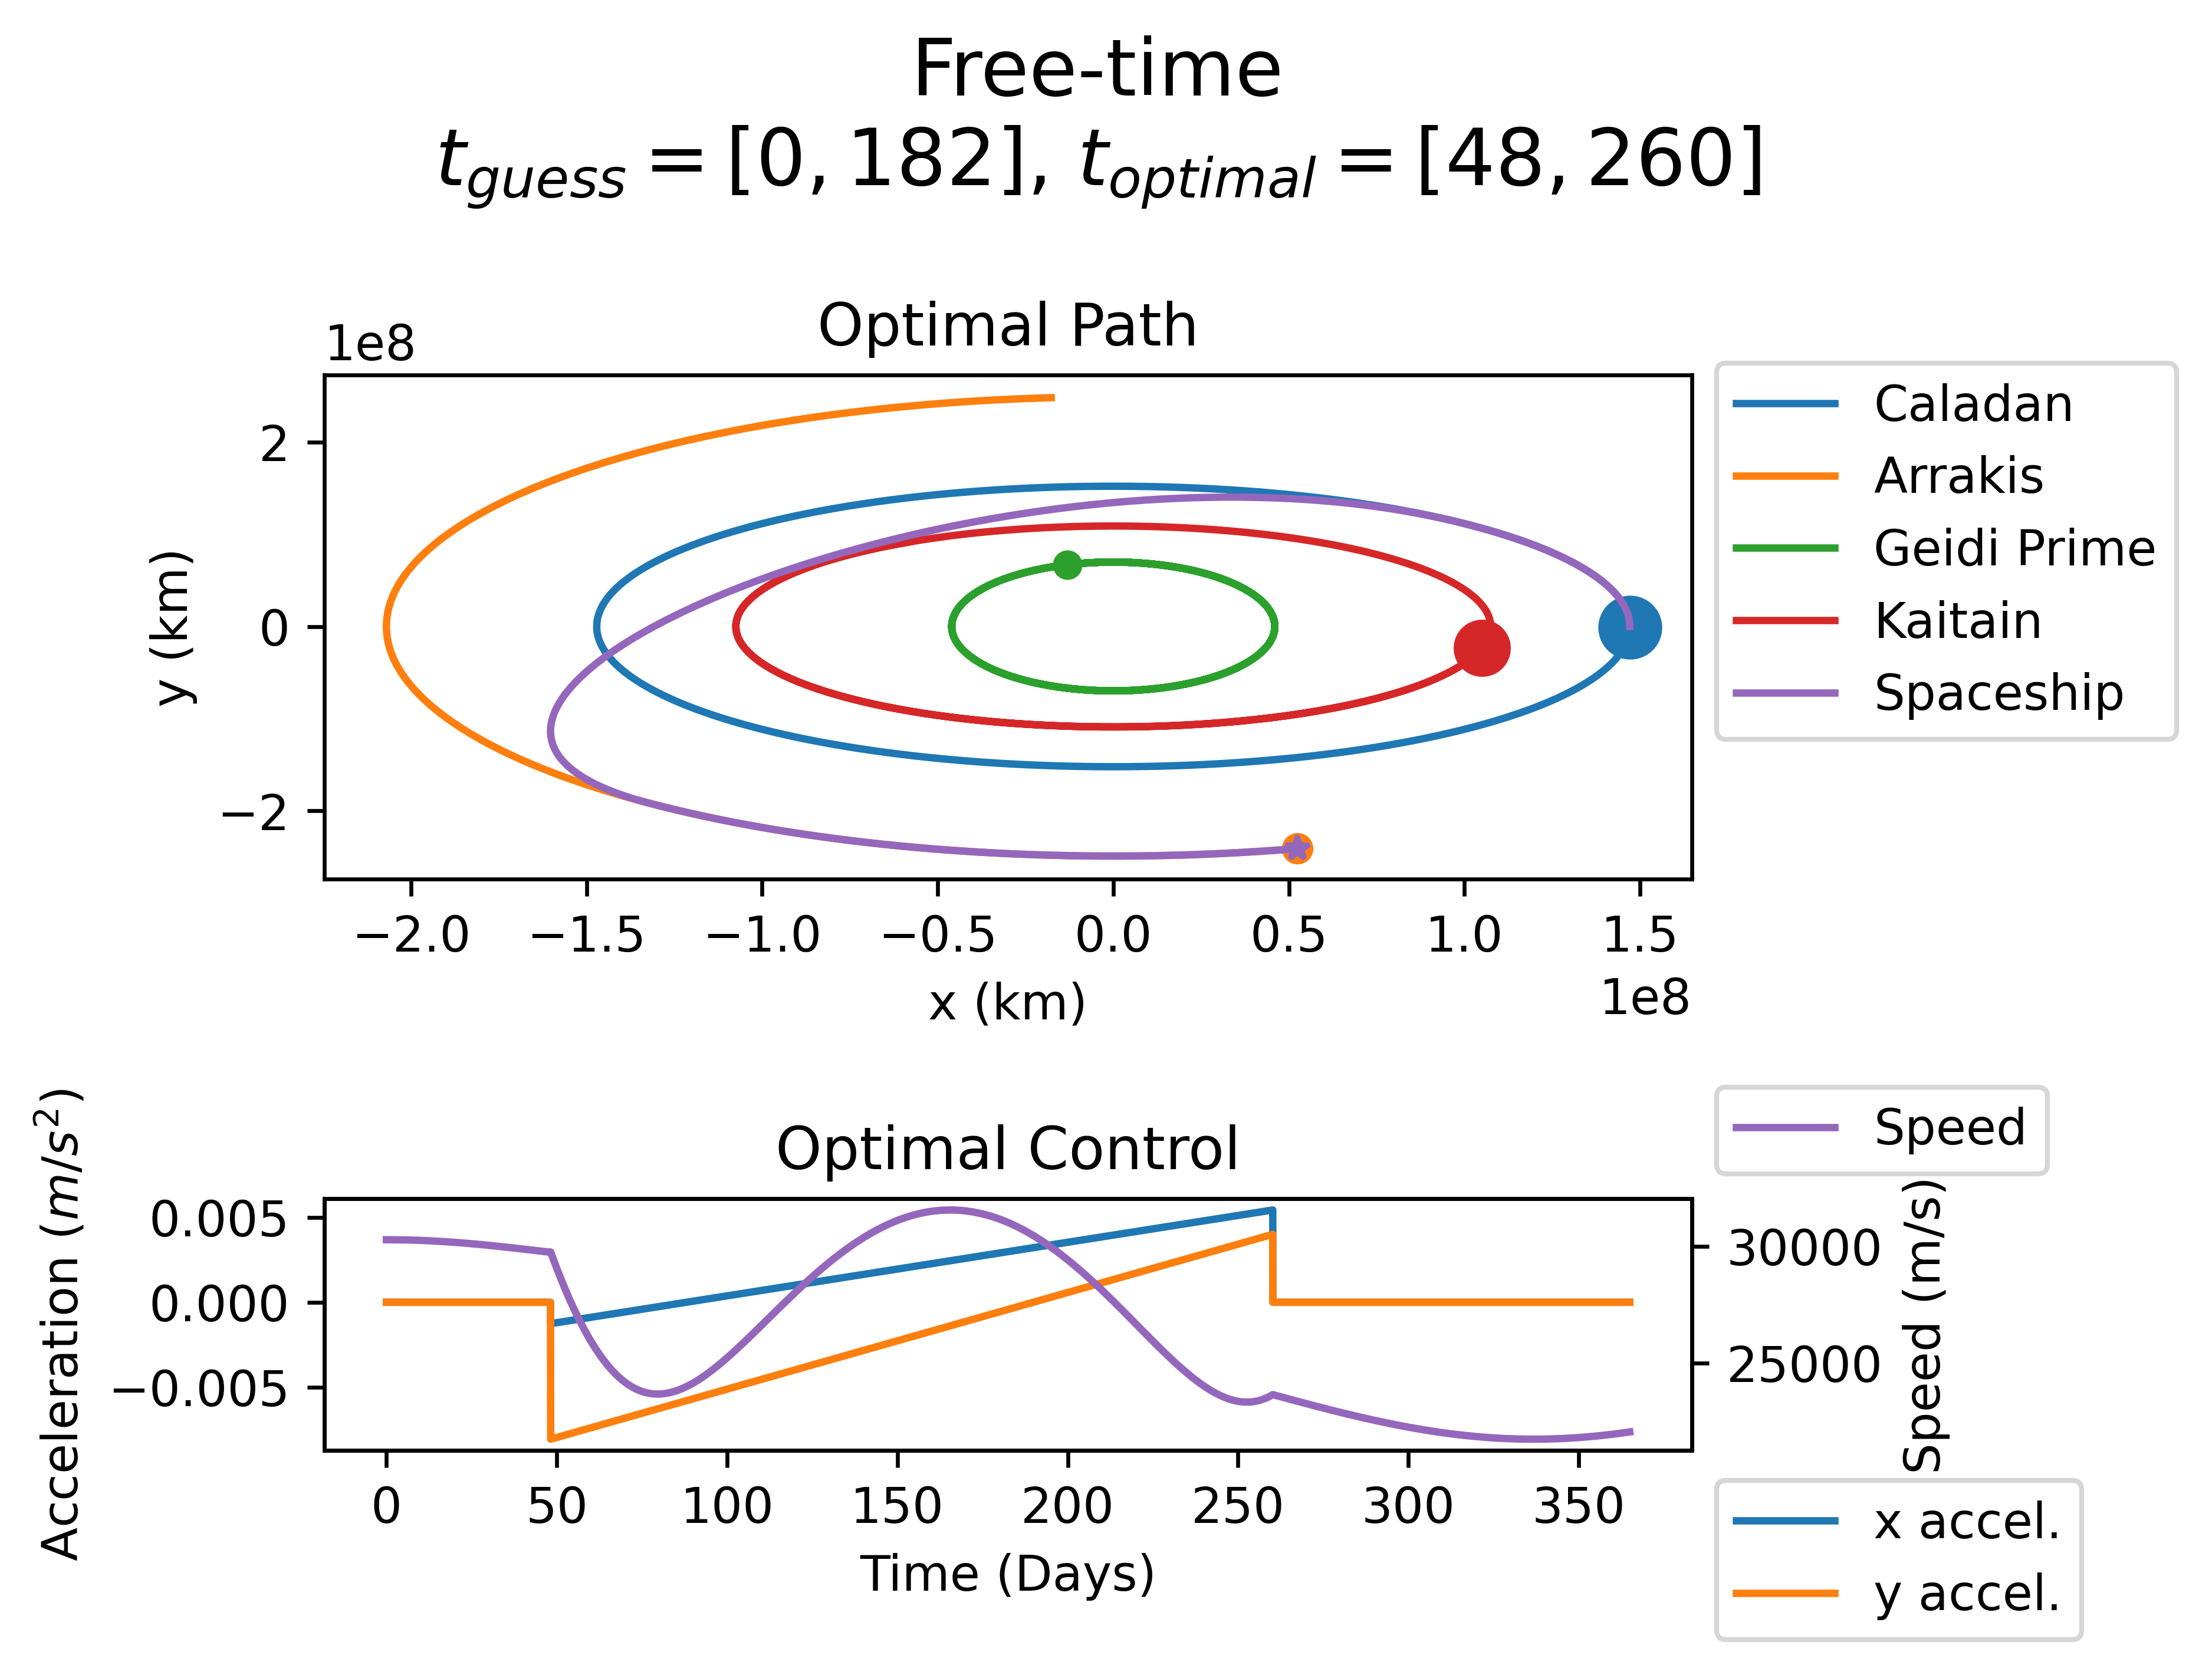 Free-time
t_guess = [0, 182], t_optimal = [48, 260]
Optimal Path
1e8
2
0
−2
y (km)
−2.0 −1.5 −1.0 −0.5 0.0 0.5 1.0 1.5
x (km)
1e8
Caladan
Arrakis
Geidi Prime
Kaitain
Spaceship
Optimal Control
Speed
0.005
0.000
−0.005
Acceleration (m/s²)
30000
25000
Speed (m/s)
0 50 100 150 200 250 300 350
Time (Days)
x accel.
y accel.